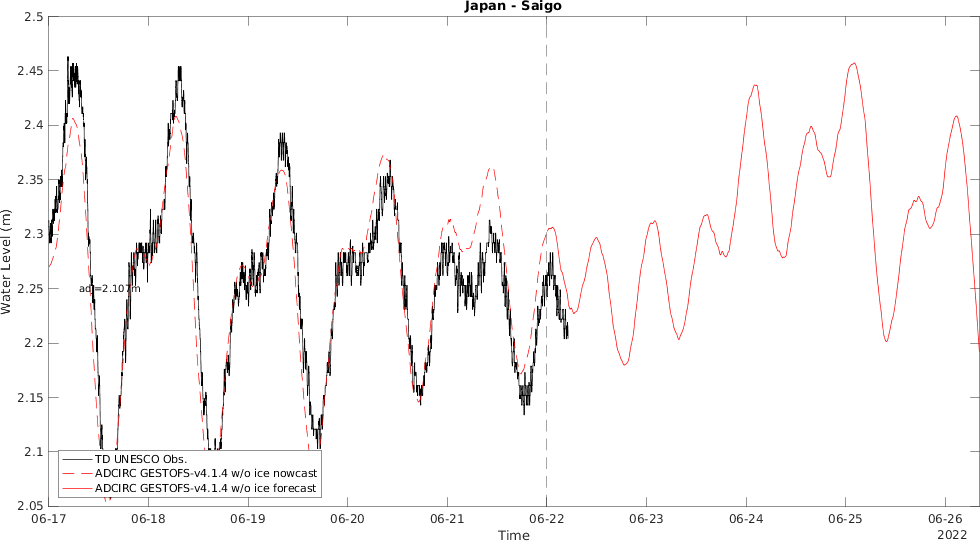 Japan - Saigo
2.5
2.45
2.4
2.35
2.3
2.25
2.2
2.15
2.1
2.05
Water Level (m)
adj=2.107m
TD UNESCO Obs.
ADCIRC GESTOFS-v4.1.4 w/o ice nowcast
ADCIRC GESTOFS-v4.1.4 w/o ice forecast
06-17 06-18 06-19 06-20 06-21 06-22 06-23 06-24 06-25 06-26
Time
2022